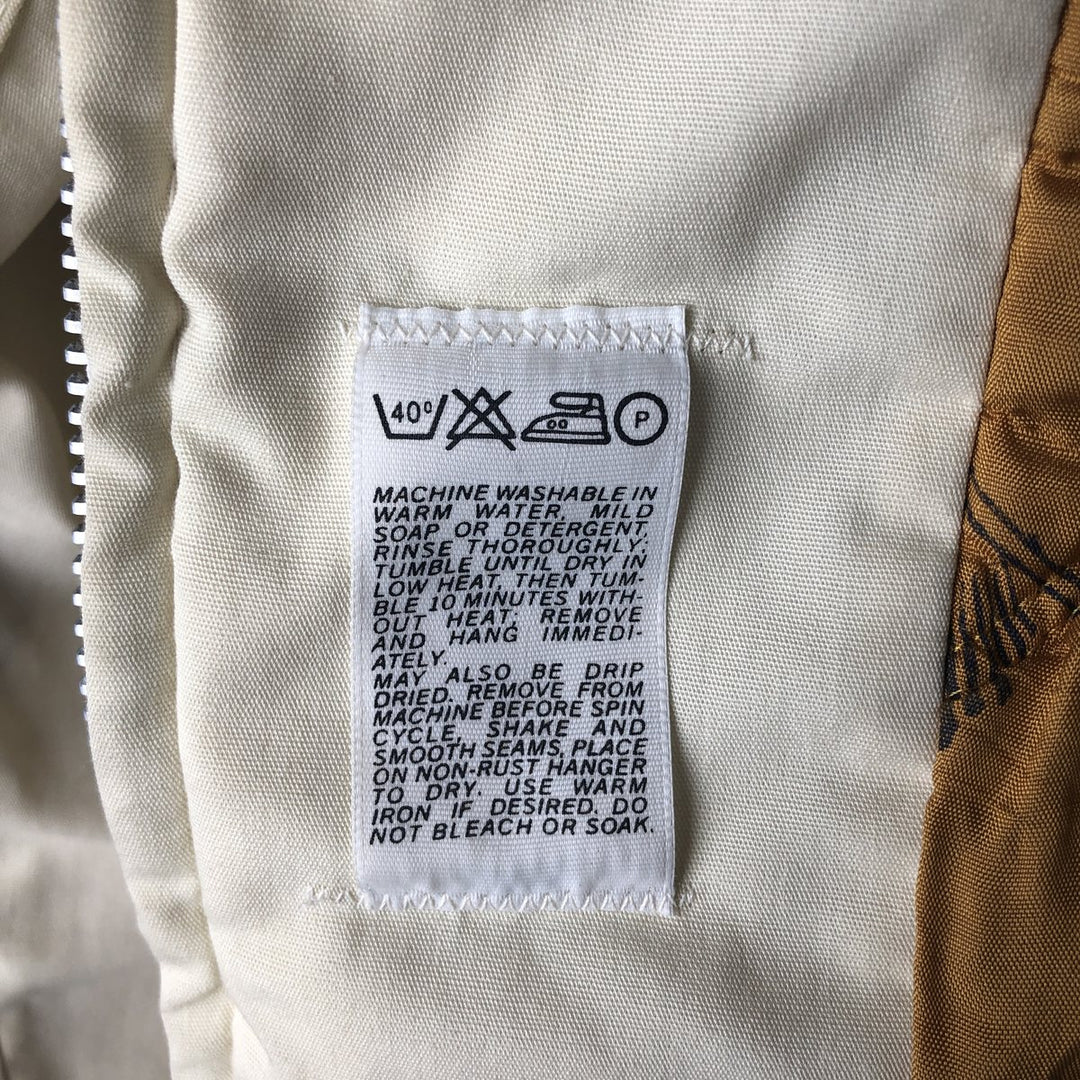 40° P
MACHINE WASHABLE IN
WARM WATER, MILD
SOAP OR DETERGENT.
RINSE THOROUGHLY.
TUMBLE UNTIL DRY IN
LOW HEAT, THEN TUM-
BLE 10 MINUTES WITH-
OUT HEAT. REMOVE
AND HANG IMMEDI-
ATELY.
MAY ALSO BE DRIP
DRIED. REMOVE FROM
MACHINE BEFORE SPIN
CYCLE, SHAKE AND
SMOOTH SEAMS, PLACE
ON NON-RUST HANGER
TO DRY. USE WARM
IRON IF DESIRED. DO
NOT BLEACH OR SOAK.